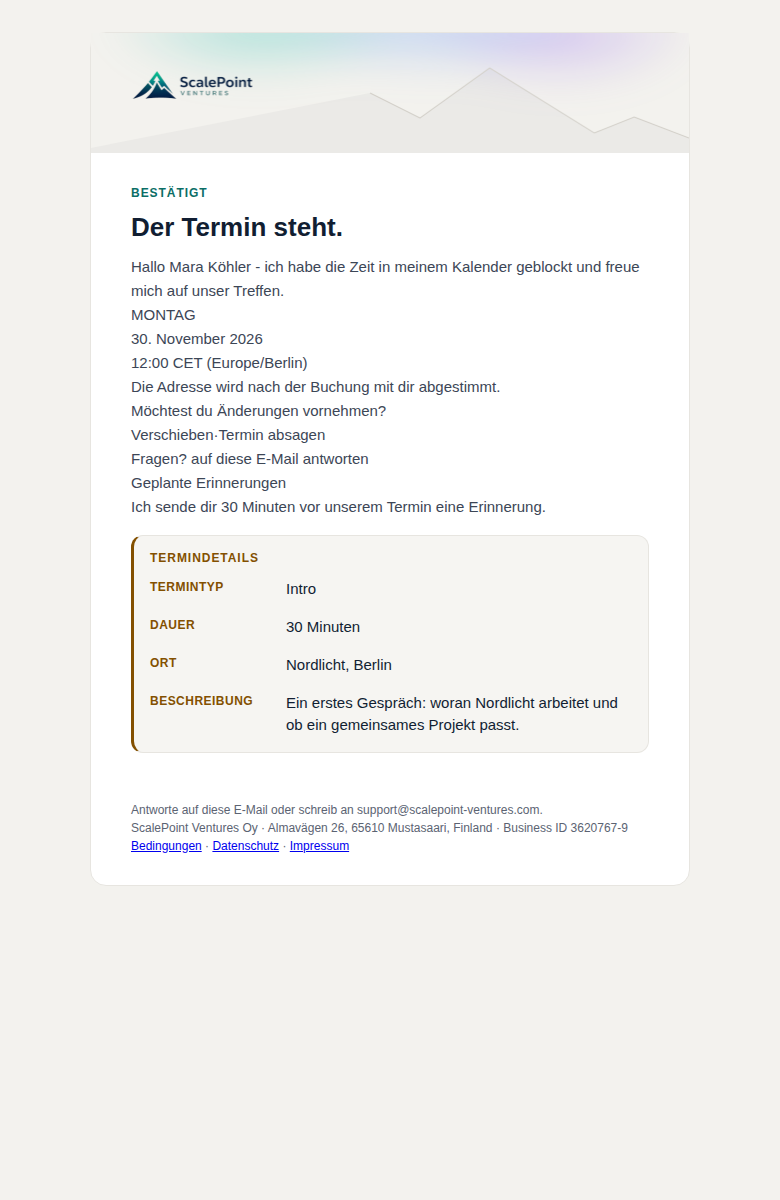 ScalePoint
VENTURES
BESTÄTIGT
Der Termin steht.
Hallo Mara Köhler - ich habe die Zeit in meinem Kalender geblockt und freue
mich auf unser Treffen.
MONTAG
30. November 2026
12:00 CET (Europe/Berlin)
Die Adresse wird nach der Buchung mit dir abgestimmt.
Möchtest du Änderungen vornehmen?
Verschieben·Termin absagen
Fragen? auf diese E-Mail antworten
Geplante Erinnerungen
Ich sende dir 30 Minuten vor unserem Termin eine Erinnerung.
TERMINDETAILS
TERMINTYP Intro
DAUER 30 Minuten
ORT Nordlicht, Berlin
BESCHREIBUNG Ein erstes Gespräch: woran Nordlicht arbeitet und
ob ein gemeinsames Projekt passt.
Antworte auf diese E-Mail oder schreib an support@scalepoint-ventures.com.
ScalePoint Ventures Oy · Almavägen 26, 65610 Mustasaari, Finland · Business ID 3620767-9
Bedingungen · Datenschutz · Impressum